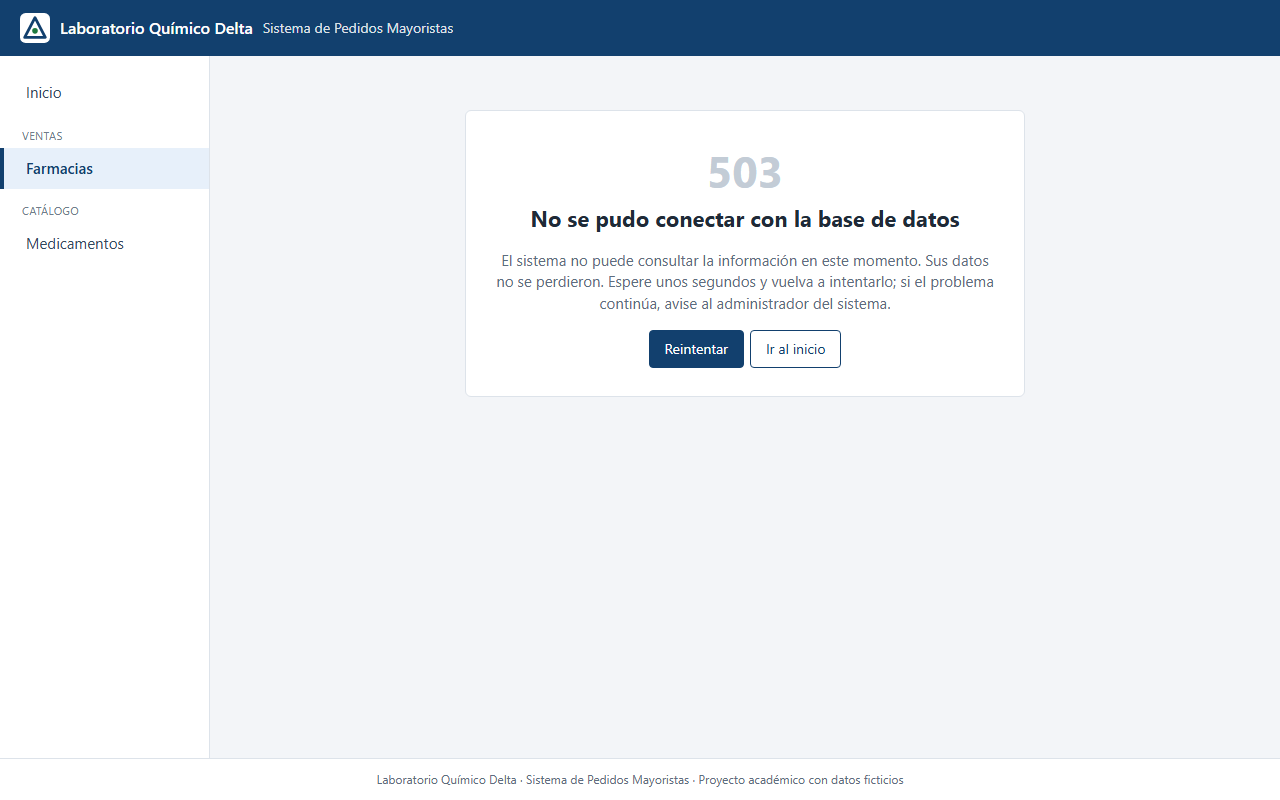 Laboratorio Químico Delta Sistema de Pedidos Mayoristas
Inicio
VENTAS
Farmacias
CATÁLOGO
Medicamentos
503
No se pudo conectar con la base de datos
El sistema no puede consultar la información en este momento. Sus datos
no se perdieron. Espere unos segundos y vuelva a intentarlo; si el problema
continúa, avise al administrador del sistema.
Reintentar Ir al inicio
Laboratorio Químico Delta · Sistema de Pedidos Mayoristas · Proyecto académico con datos ficticios